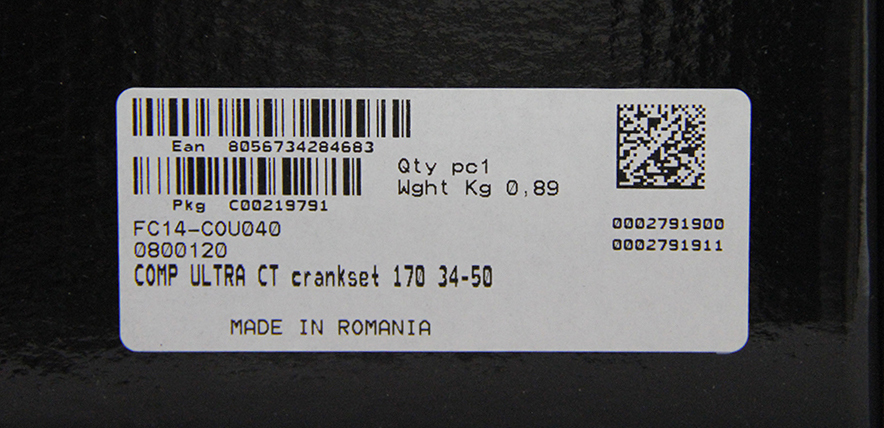 Ean 8056734284683
Pkg C00219791
Qty pc1
Wght Kg 0,89
0002791900
0002791911
FC14-COU040
0800120
COMP ULTRA CT crankset 170 34-50
MADE IN ROMANIA